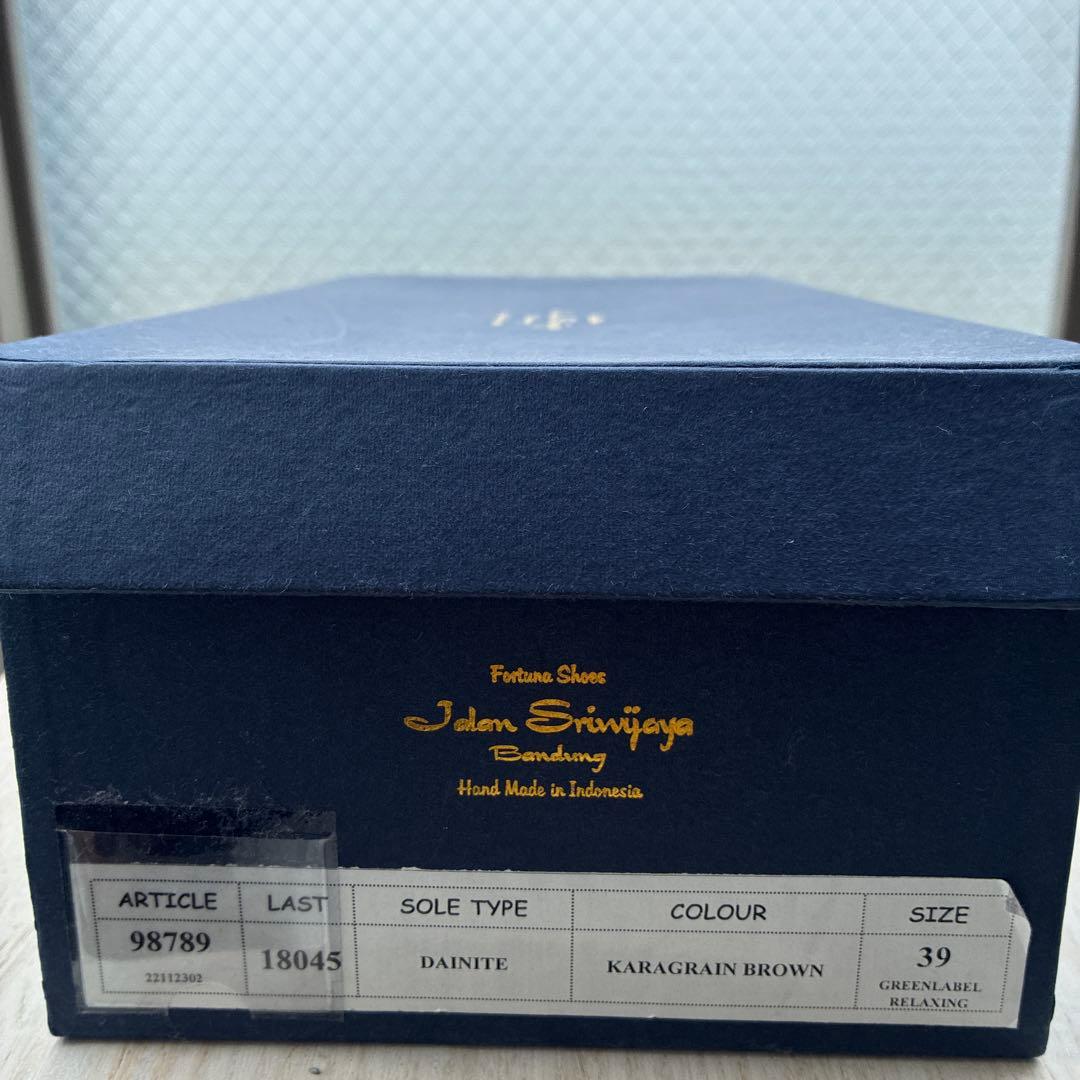 Fortuna Shoes
Jalan Sriwijaya
Bandung
Hand Made in Indonesia
ARTICLE LAST SOLE TYPE COLOUR SIZE
98789 18045 DAINITE KARAGRAIN BROWN 39
22112302 GREENLABEL
RELAXING